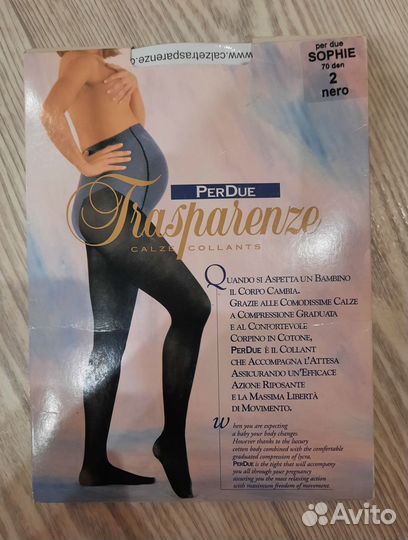 www.calzetrasparenze.c
per due
SOPHIE
70 den
2
nero
PERDUE
Trasparenze
CALZE COLLANTS
QUANDO SI ASPETTA UN BAMBINO
IL CORPO CAMBIA.
GRAZIE ALLE COMODISSIME CALZE
A COMPRESSIONE GRADUATA
E AL CONFORTEVOLE
CORPINO IN COTONE,
PERDUE È IL COLLANT
CHE ACCOMPAGNA L'ATTESA
ASSICURANDO UN'EFFICACE
AZIONE RIPOSANTE
E LA MASSIMA LIBERTÀ
DI MOVIMENTO.
When you are expecting
a baby your body changes
However thanks to the luxury
cotton body combined with the comfortable
graduated compression of lycra,
PERDUE is the tight that will accompany
you all through your pregnancy
assuring you the most relaxing action
with maximum freedom of movement.
Avito